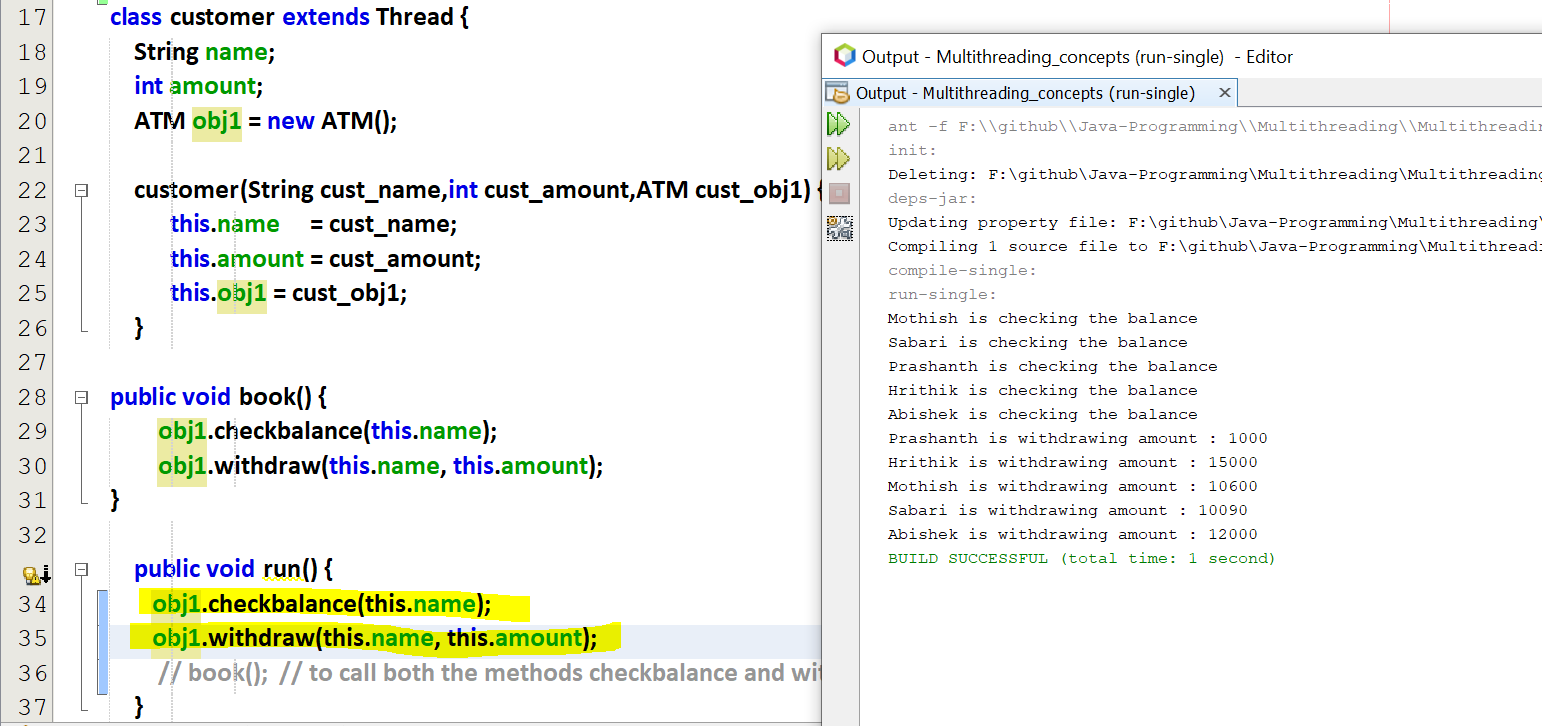 17 class customer extends Thread {
18 String name;
19 int amount;
20 ATM obj1 = new ATM();
21
22 customer(String cust_name,int cust_amount,ATM cust_obj1) {
23 this.name = cust_name;
24 this.amount = cust_amount;
25 this.obj1 = cust_obj1;
26 }
27
28 public void book() {
29 obj1.checkbalance(this.name);
30 obj1.withdraw(this.name, this.amount);
31 }
32
public void run() {
34 obj1.checkbalance(this.name);
35 obj1.withdraw(this.name, this.amount);
36 // book(); // to call both the methods checkbalance and
37 }
Output - Multithreading_concepts (run-single) - Editor
Output - Multithreading_concepts (run-single) ×
ant -f F:\\github\\Java-Programming\\Multithreading\\
init:
Deleting: F:\github\Java-Programming\Multithreading\Multithreading
deps-jar:
Updating property file: F:\github\Java-Programming\Multithreading\
Compiling 1 source file to F:\github\Java-Programming\
compile-single:
run-single:
Mothish is checking the balance
Sabari is checking the balance
Prashanth is checking the balance
Hrithik is checking the balance
Abishek is checking the balance
Prashanth is withdrawing amount : 1000
Hrithik is withdrawing amount : 15000
Mothish is withdrawing amount : 10600
Sabari is withdrawing amount : 10090
Abishek is withdrawing amount : 12000
BUILD SUCCESSFUL (total time: 1 second)